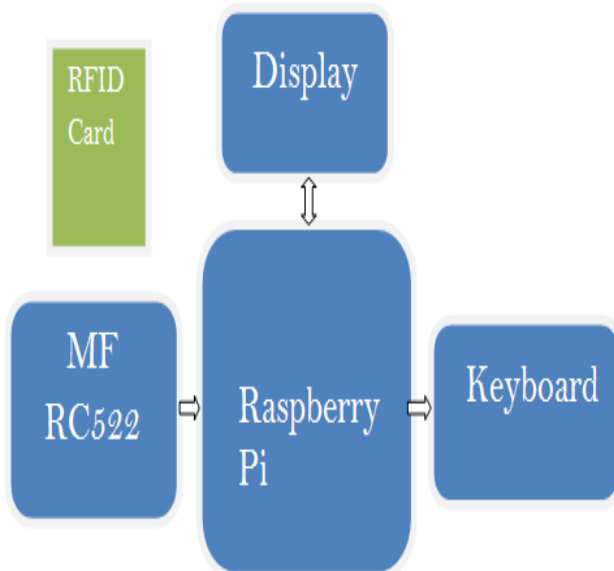 RFID
Card
Display
MF
RC522
Raspberry
Pi
Keyboard